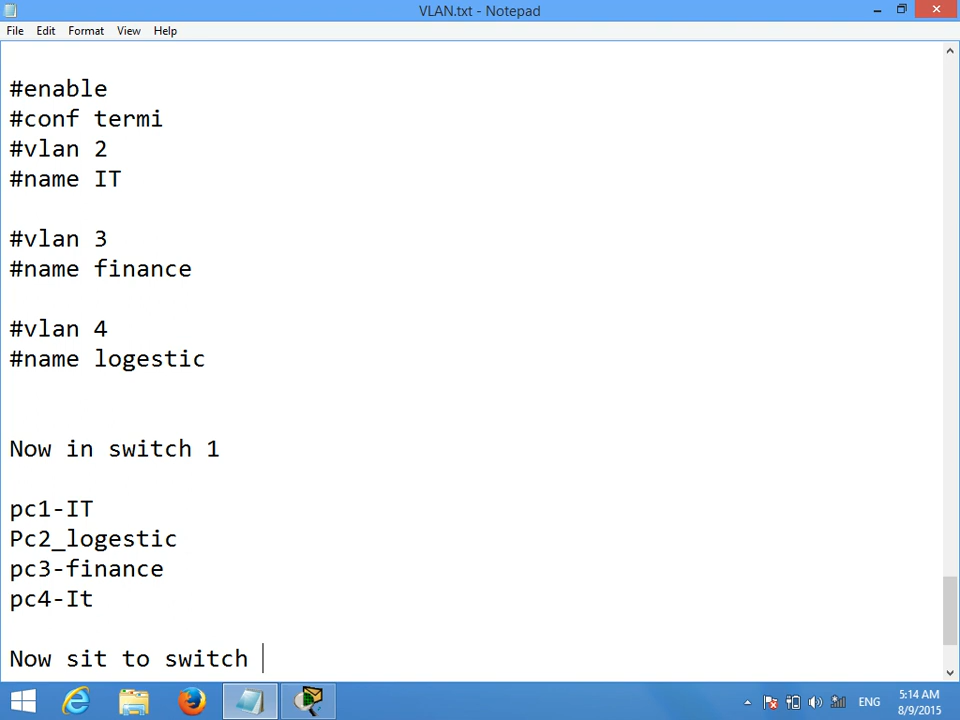 VLAN.txt - Notepad
File Edit Format View Help
#enable
#conf termi
#vlan 2
#name IT
#vlan 3
#name finance
#vlan 4
#name logestic
Now in switch 1
pc1-IT
Pc2_logestic
pc3-finance
pc4-It
Now sit to switch
ENG
5:14 AM
8/9/2015